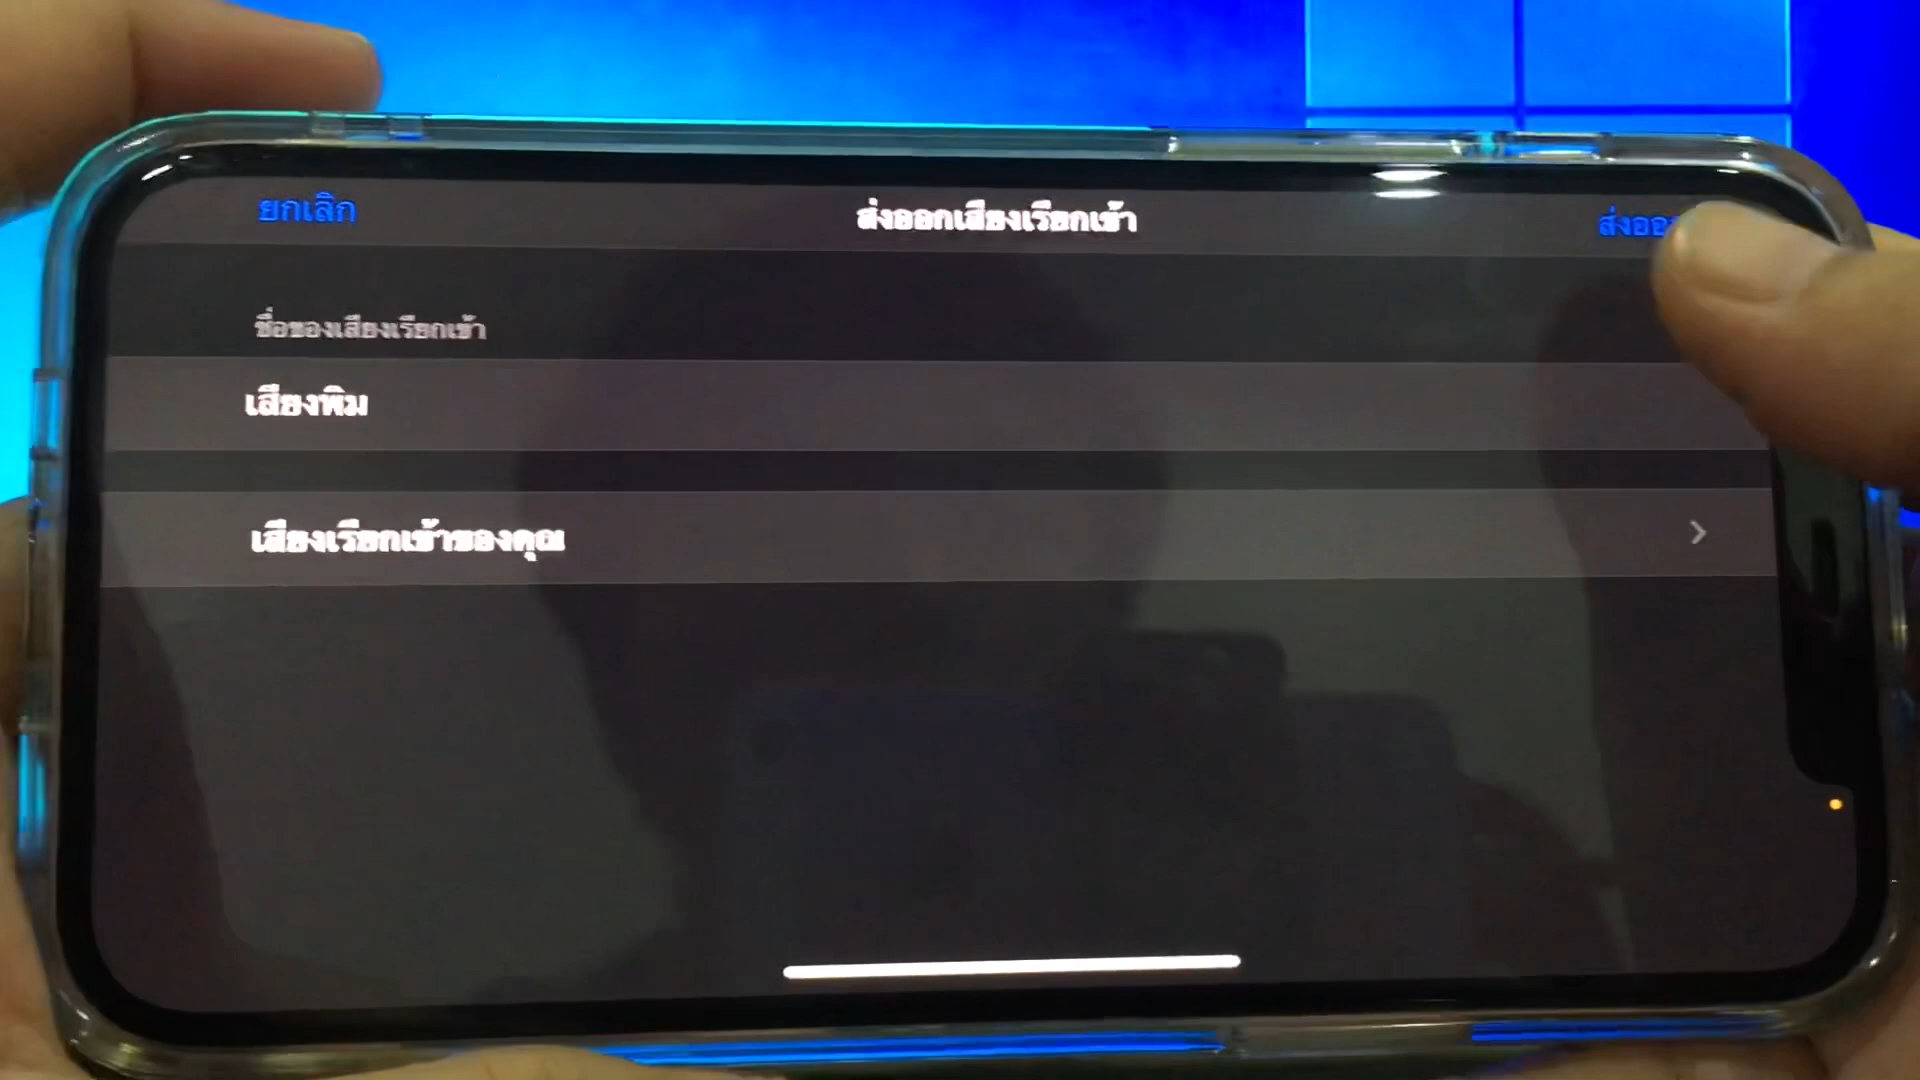 ยกเลิก
ส่งออกเสียงเรียกเข้า
ชื่อของเสียงเรียกเข้า
เสียงพิม
เสียงเรียกเข้าของคุณ